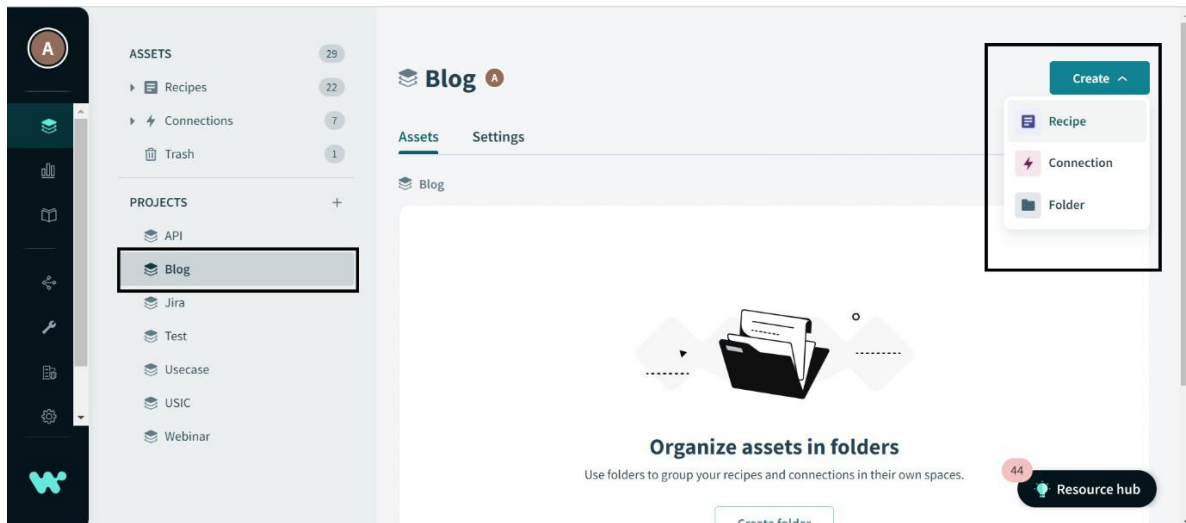 A
ASSETS 29
Recipes 22
Connections 7
Trash 1
PROJECTS +
API
Blog
Jira
Test
Usecase
USIC
Webinar
Blog A
Create
Recipe
Connection
Folder
Assets Settings
Blog
Organize assets in folders
Use folders to group your recipes and connections in their own spaces.
Create folder
44
Resource hub